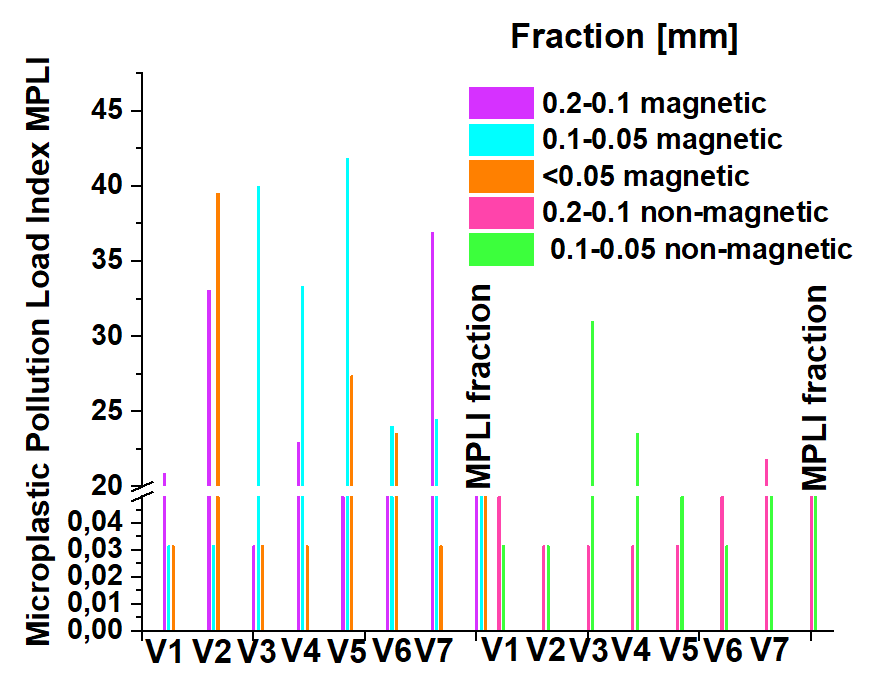 Fraction [mm]
0.2-0.1 magnetic
0.1-0.05 magnetic
<0.05 magnetic
0.2-0.1 non-magnetic
0.1-0.05 non-magnetic
Microplastic Pollution Load Index MPLI
45
40
35
30
25
20
0,04
0,03
0,02
0,01
0,00
V1 V2 V3 V4 V5 V6 V7 MPLI fraction V1 V2 V3 V4 V5 V6 V7 MPLI fraction